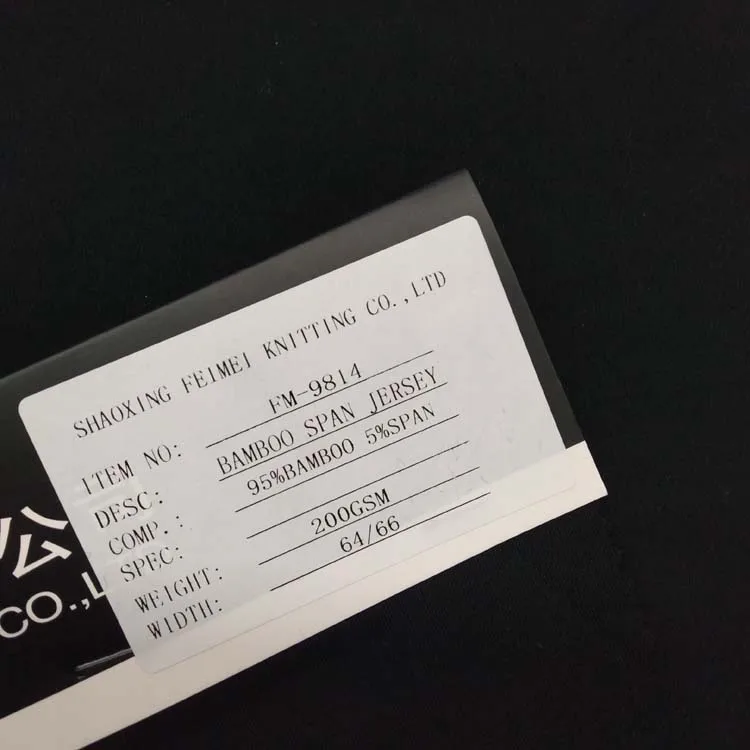 SHAOXING FEIMEI KNITTING CO.,LTD
ITEM NO: FM-9814
DESC: BAMBOO SPAN JERSEY
COMP.: 95%BAMBOO 5%SPAN
SPEC:
WEIGHT: 200GSM
WIDTH: 64/66
公
CO.,L